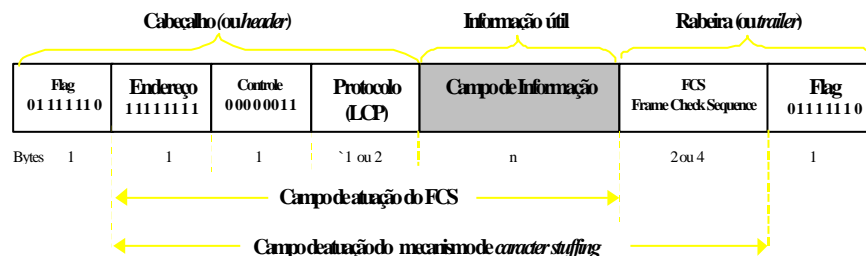 Cabeçalho (ou header) Informação útil Rabeira (ou trailer)
Flag Endereço Controle Protocolo Campo de Informação FCS Flag
01111110 11111111 00000011 (LCP) Frame Check Sequence 01111110
Bytes 1 1 1 `1 ou 2 n 2 ou 4 1
Campo de atuação do FCS
Campo de atuação do mecanismo de caracter stuffing